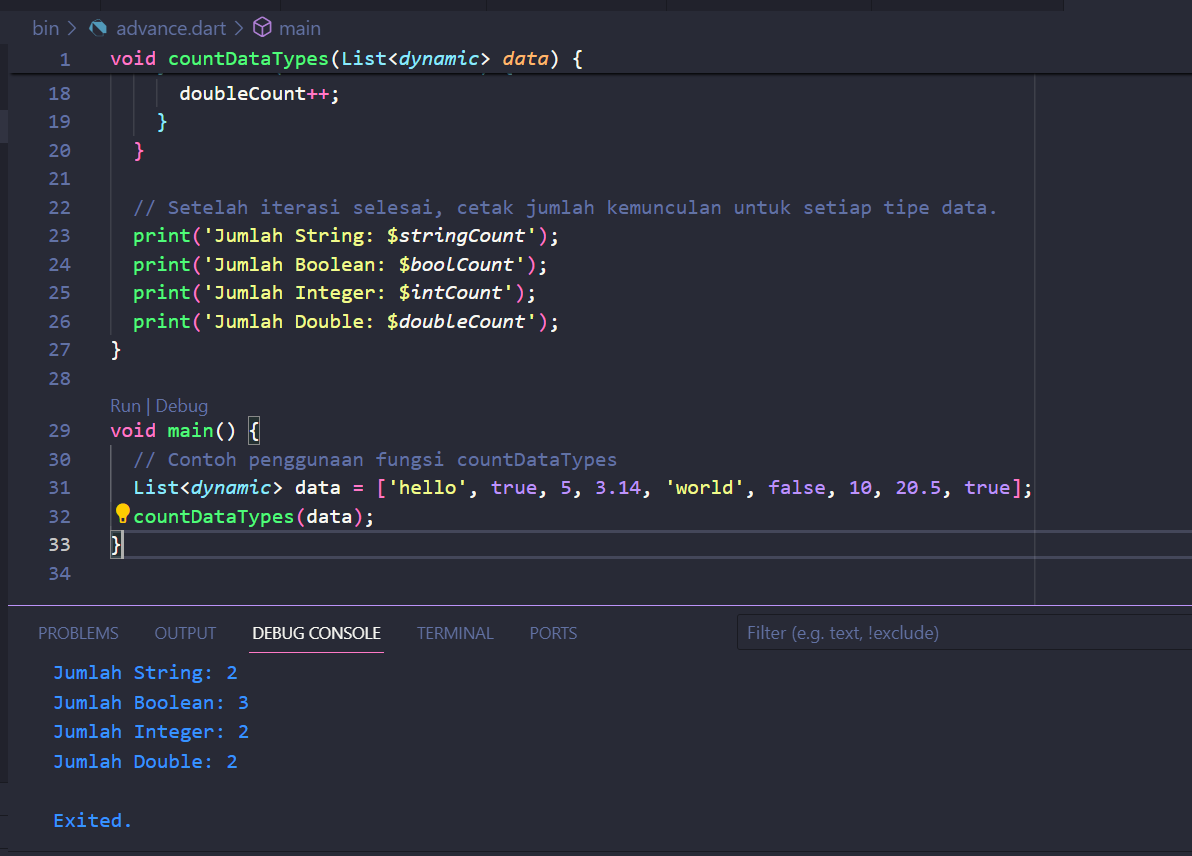 bin > advance.dart > main
1 void countDataTypes(List<dynamic> data) {
18 doubleCount++;
19 }
20 }
21
22 // Setelah iterasi selesai, cetak jumlah kemunculan untuk setiap tipe data.
23 print('Jumlah String: $stringCount');
24 print('Jumlah Boolean: $boolCount');
25 print('Jumlah Integer: $intCount');
26 print('Jumlah Double: $doubleCount');
27 }
28
Run | Debug
29 void main() {
30 // Contoh penggunaan fungsi countDataTypes
31 List<dynamic> data = ['hello', true, 5, 3.14, 'world', false, 10, 20.5, true];
32 countDataTypes(data);
33 }
34
PROBLEMS OUTPUT DEBUG CONSOLE TERMINAL PORTS Filter (e.g. text, !exclude)
Jumlah String: 2
Jumlah Boolean: 3
Jumlah Integer: 2
Jumlah Double: 2
Exited.